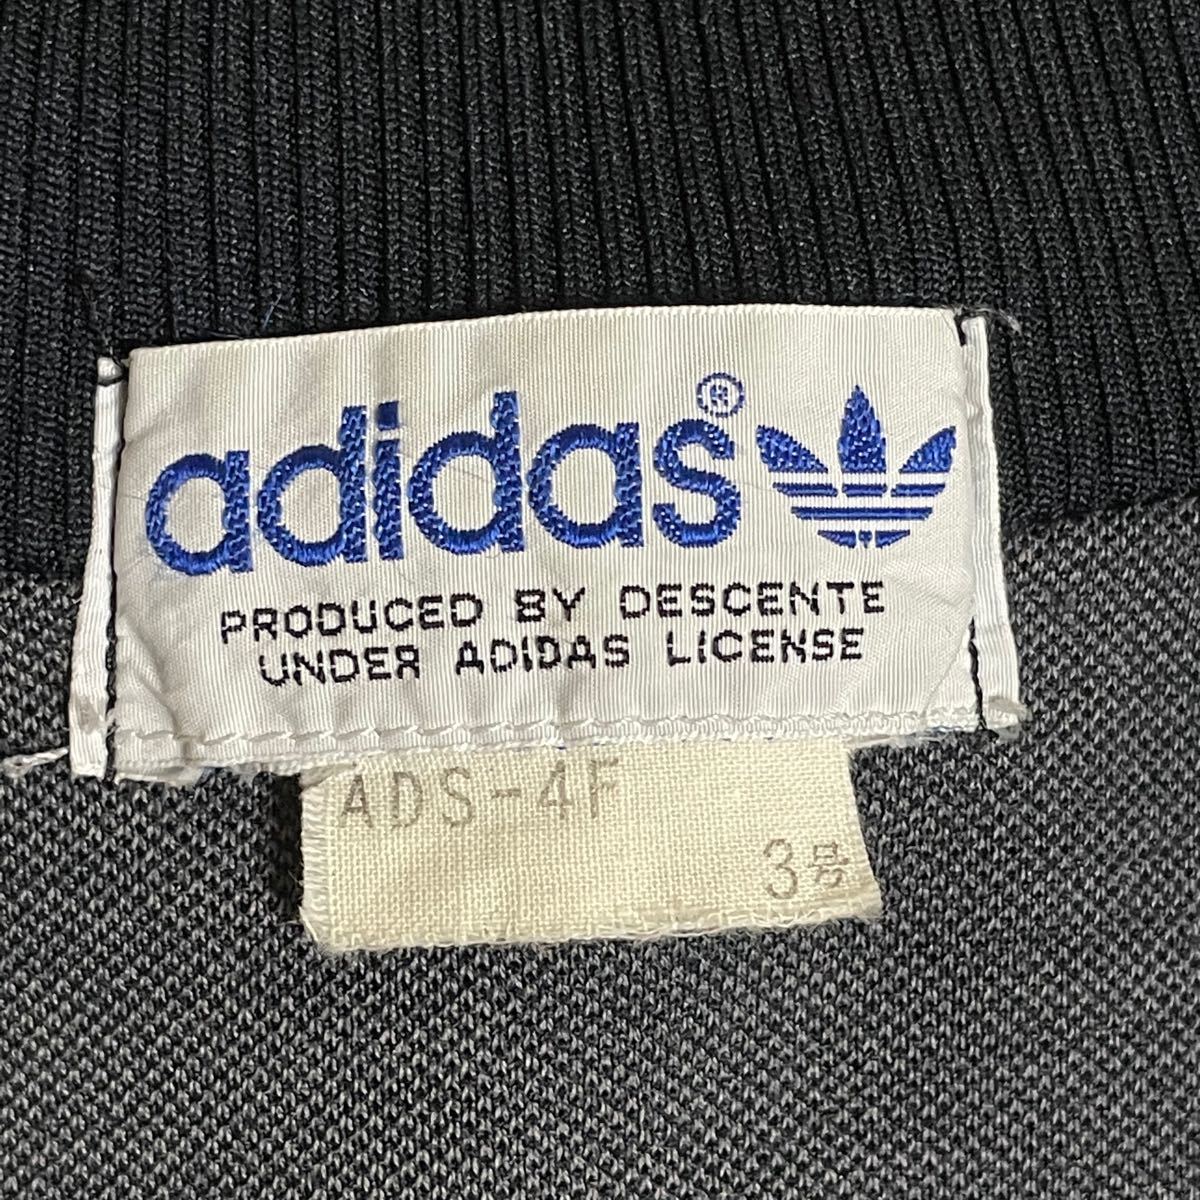 adidas®
PRODUCED BY DESCENTE
UNDER ADIDAS LICENSE
ADS-4F
3号